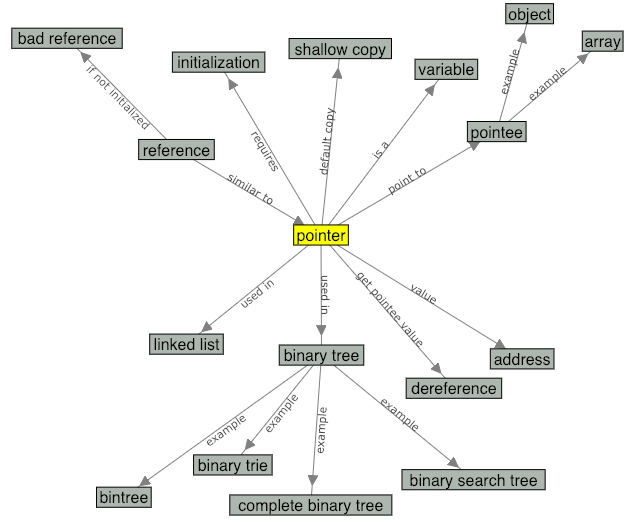 object
bad reference
array
shallow copy
initialization
variable
example
example
if not initialized
pointee
default copy
requires
is a
reference
point to
similar to
pointer
used in
used in
get pointee value
value
linked list
binary tree
address
dereference
example
example
example
example
binary trie
binary search tree
bintree
complete binary tree